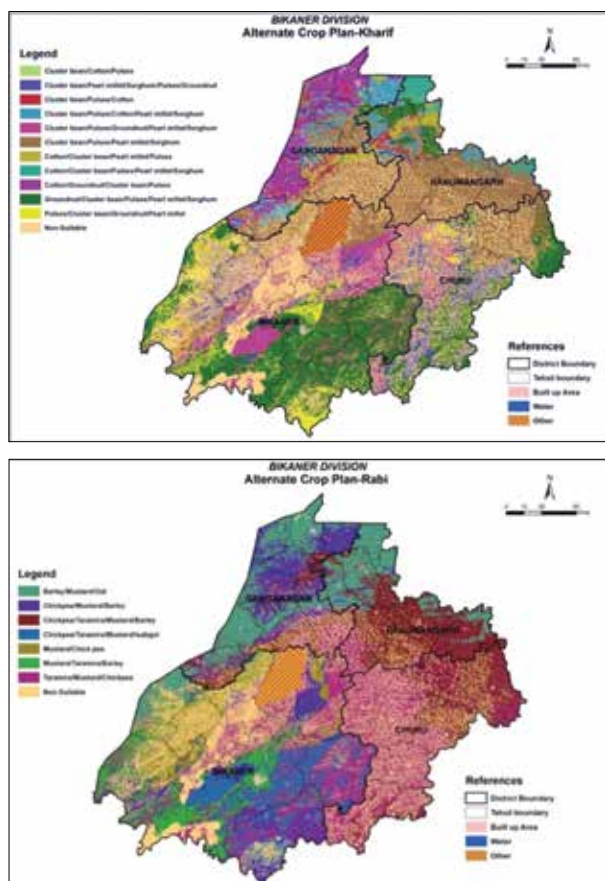 BIKANER DIVISION
Alternate Crop Plan-Kharif
N
Legend
Cluster bean/Cotton/Pulses
Cluster bean/Pearl millet/Sorghum/Pulses/Groundnut
Cluster bean/Pulses/Cotton
Cluster bean/Pulses/Cotton/Pearl millet/Sorghum
Cluster bean/Pulses/Groundnut/Pearl millet/Sorghum
Cluster bean/Pulses/Pearl millet/Sorghum
Cotton/Cluster bean/Pearl millet/Pulses
Cotton/Cluster bean/Pulses/Pearl millet/Sorghum
Cotton/Groundnut/Cluster bean/Pulses
Groundnut/Cluster bean/Pulses/Pearl millet/Sorghum
Pulses/Cluster bean/Groundnut/Pearl millet
Non-Suitable
GANGANAGAR
HANUMANGARH
CHURU
BIKANER
References
District Boundary
Tehsil boundary
Built up Area
Water
Other
BIKANER DIVISION
Alternate Crop Plan-Rabi
N
Legend
Barley/Mustard/Oat
Chickpea/Mustard/Barley
Chickpea/Taramira/Mustard/Barley
Chickpea/Taramira/Mustard/Isabgol
Mustard/Chick pea
Mustard/Taramira/Barley
Taramira/Mustard/Chickpea
Non-Suitable
GANGANAGAR
HANUMANGARH
CHURU
BIKANER
References
District Boundary
Tehsil boundary
Built up Area
Water
Other